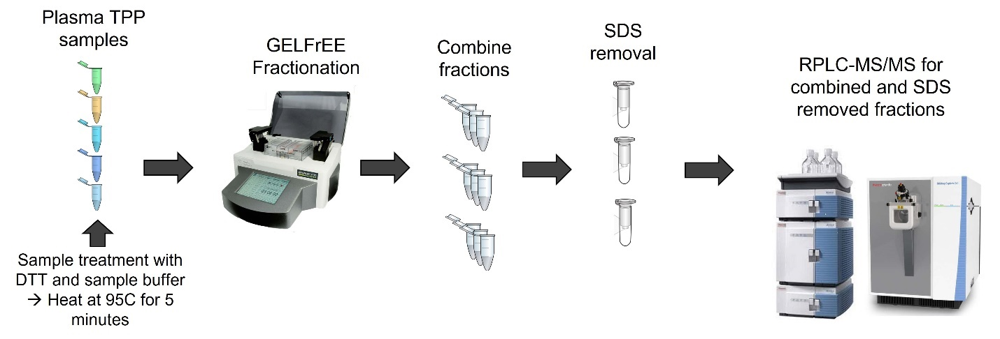 Plasma TPP
samples
GELFrEE
Fractionation
Combine
fractions
SDS
removal
RPLC-MS/MS for
combined and SDS
removed fractions
Sample treatment with
DTT and sample buffer
→ Heat at 95C for 5
minutes